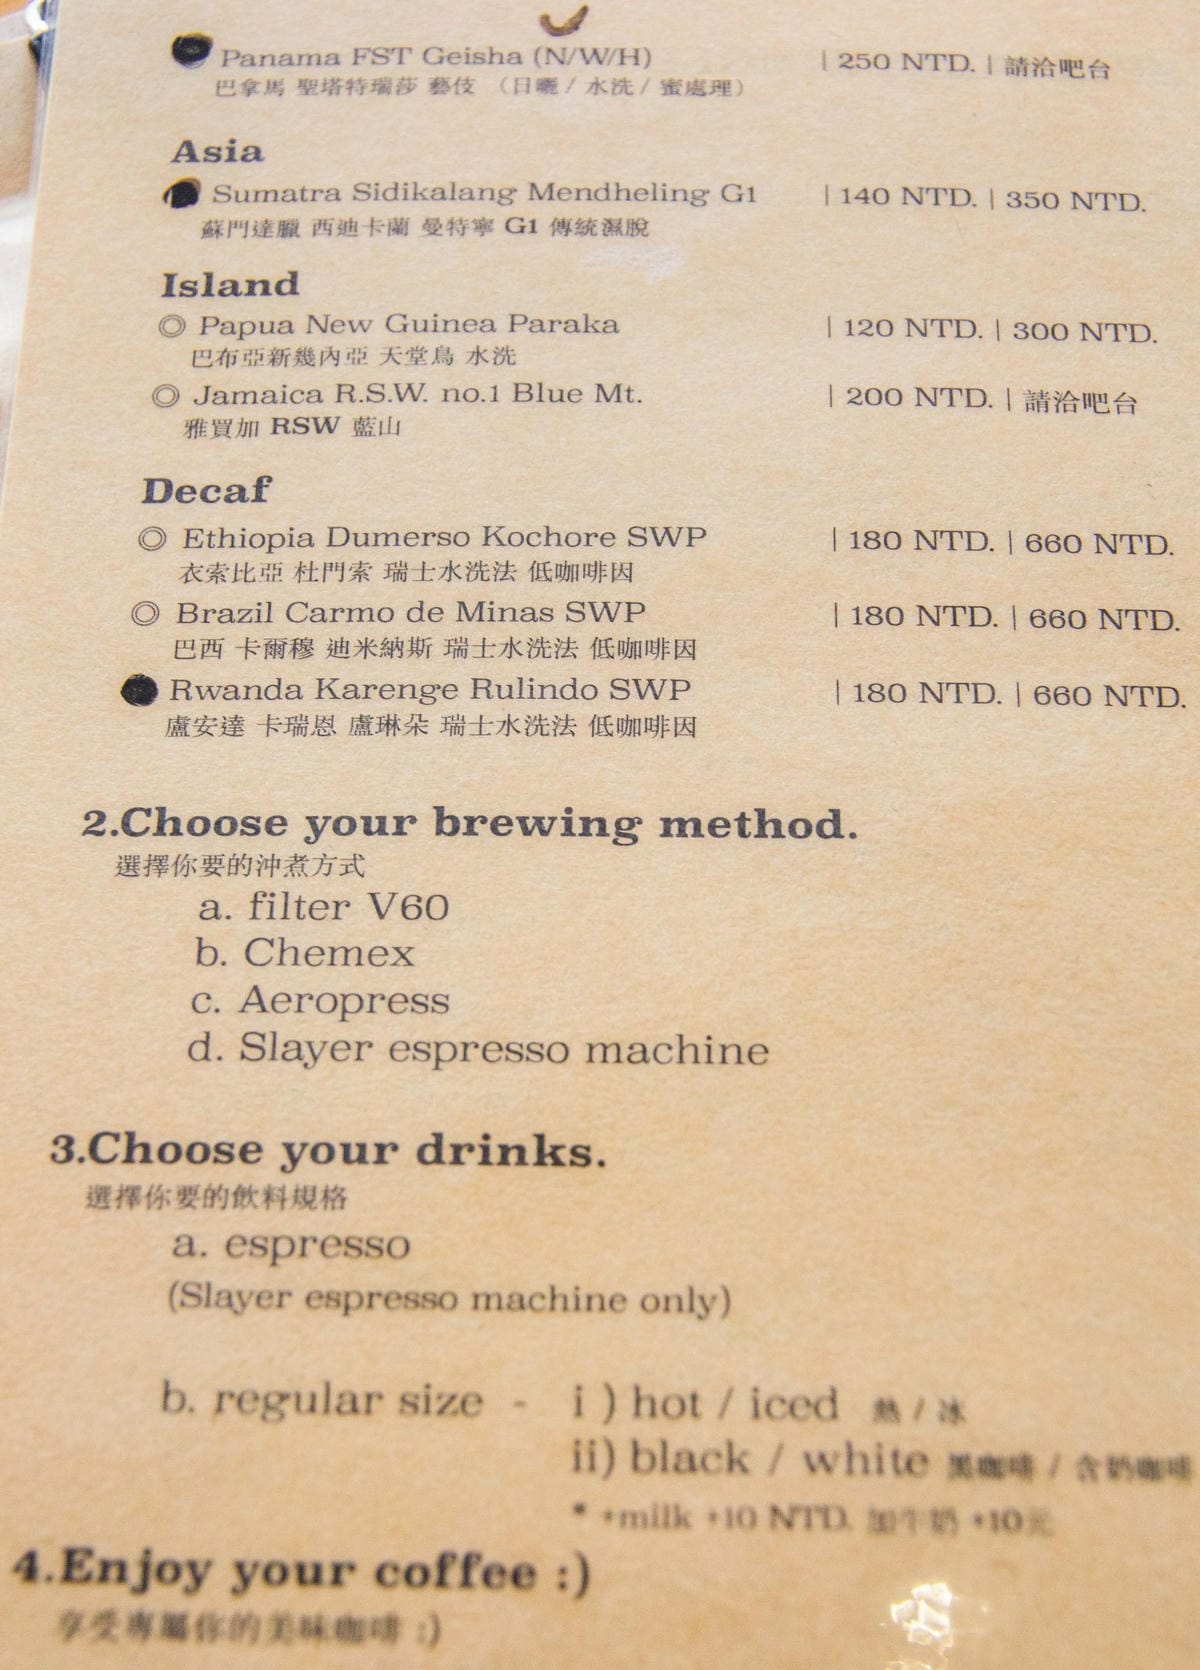 Panama FST Geisha (N/W/H) | 250 NTD. | 請洽吧台
巴拿馬 聖塔特瑞莎 藝伎 （日曬 / 水洗 / 蜜處理）
Asia
Sumatra Sidikalang Mendheling G1 | 140 NTD. | 350 NTD.
蘇門達臘 西迪卡蘭 曼特寧 G1 傳統濕脫
Island
◎ Papua New Guinea Paraka | 120 NTD. | 300 NTD.
巴布亞新幾內亞 天堂鳥 水洗
◎ Jamaica R.S.W. no.1 Blue Mt. | 200 NTD. | 請洽吧台
雅買加 RSW 藍山
Decaf
◎ Ethiopia Dumerso Kochore SWP | 180 NTD. | 660 NTD.
衣索比亞 杜門索 瑞士水洗法 低咖啡因
◎ Brazil Carmo de Minas SWP | 180 NTD. | 660 NTD.
巴西 卡爾穆 迪米納斯 瑞士水洗法 低咖啡因
Rwanda Karenge Rulindo SWP | 180 NTD. | 660 NTD.
盧安達 卡瑞恩 盧琳朵 瑞士水洗法 低咖啡因
2.Choose your brewing method.
選擇你要的沖煮方式
a. filter V60
b. Chemex
c. Aeropress
d. Slayer espresso machine
3.Choose your drinks.
選擇你要的飲料規格
a. espresso
(Slayer espresso machine only)
b. regular size - i ) hot / iced 熱 / 冰
ii) black / white 黑咖啡 / 含奶咖啡
* +milk +10 NTD. 加牛奶 +10元
4.Enjoy your coffee :)
享受專屬你的美味咖啡 :)